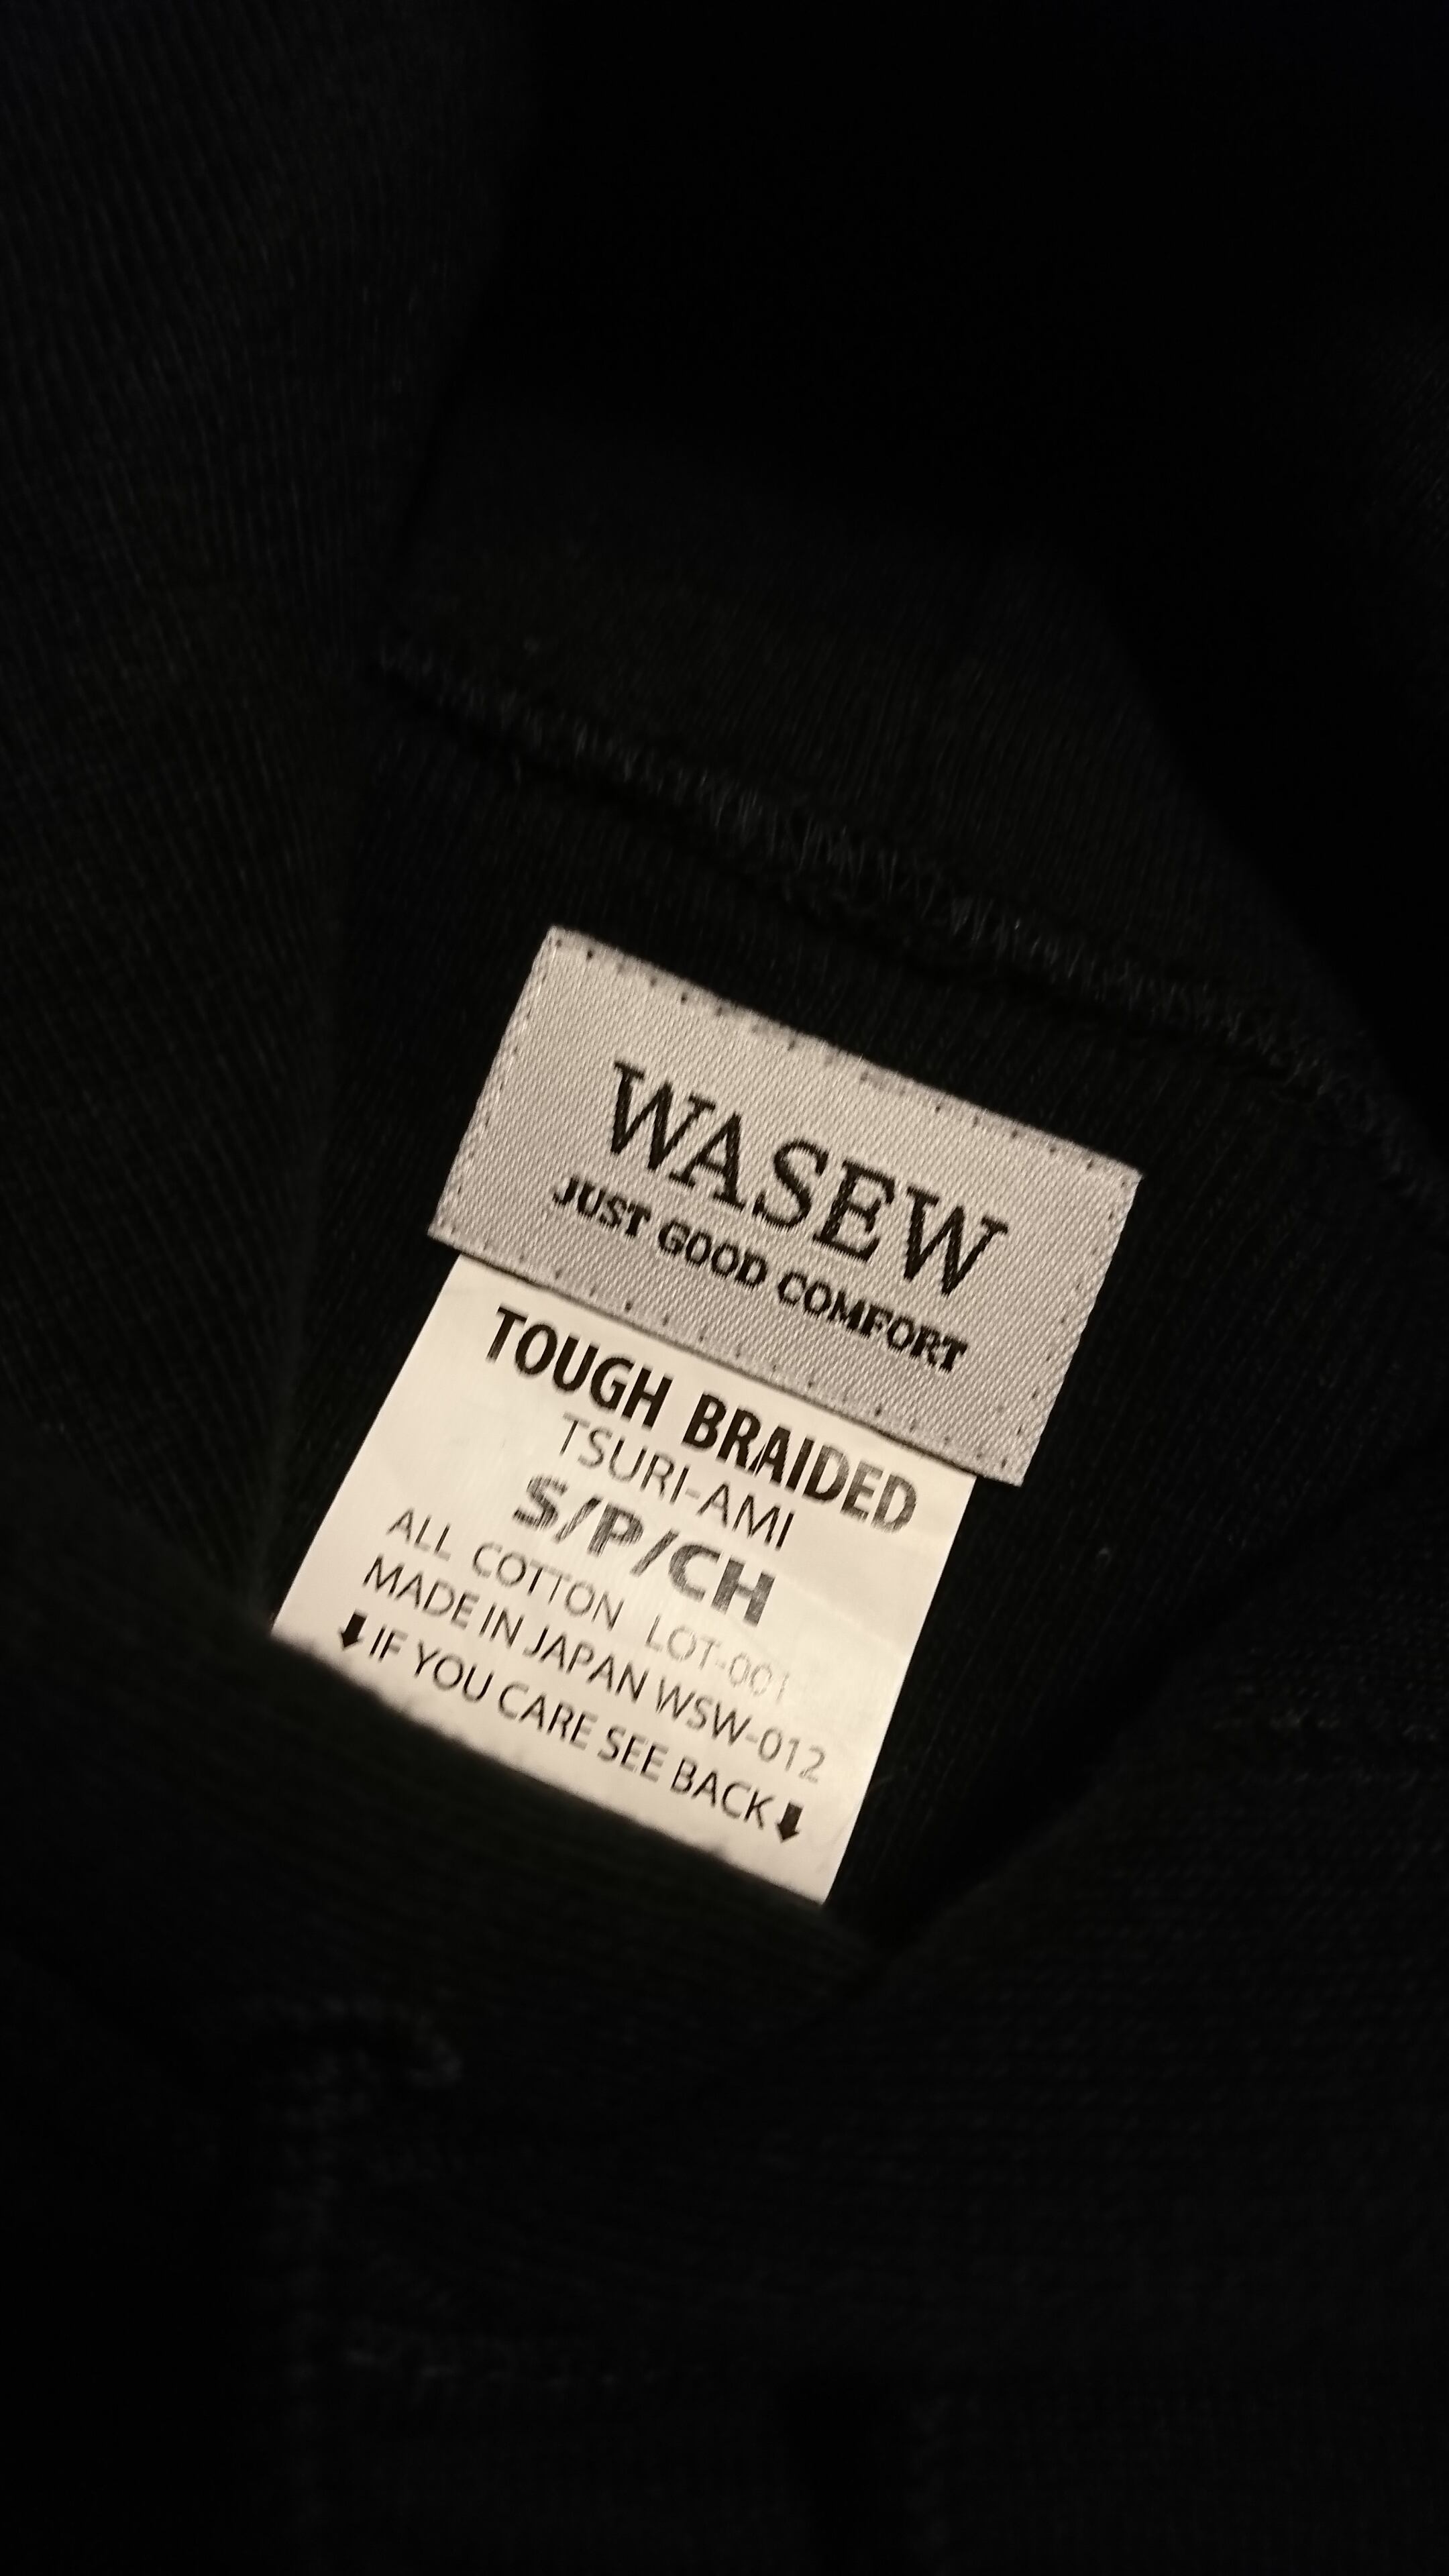 WASEW
JUST GOOD COMFORT
TOUGH BRAIDED
TSURI-AMI
S/P/CH
ALL COTTON LOT-001
MADE IN JAPAN WSW-012
⬇IF YOU CARE SEE BACK⬇